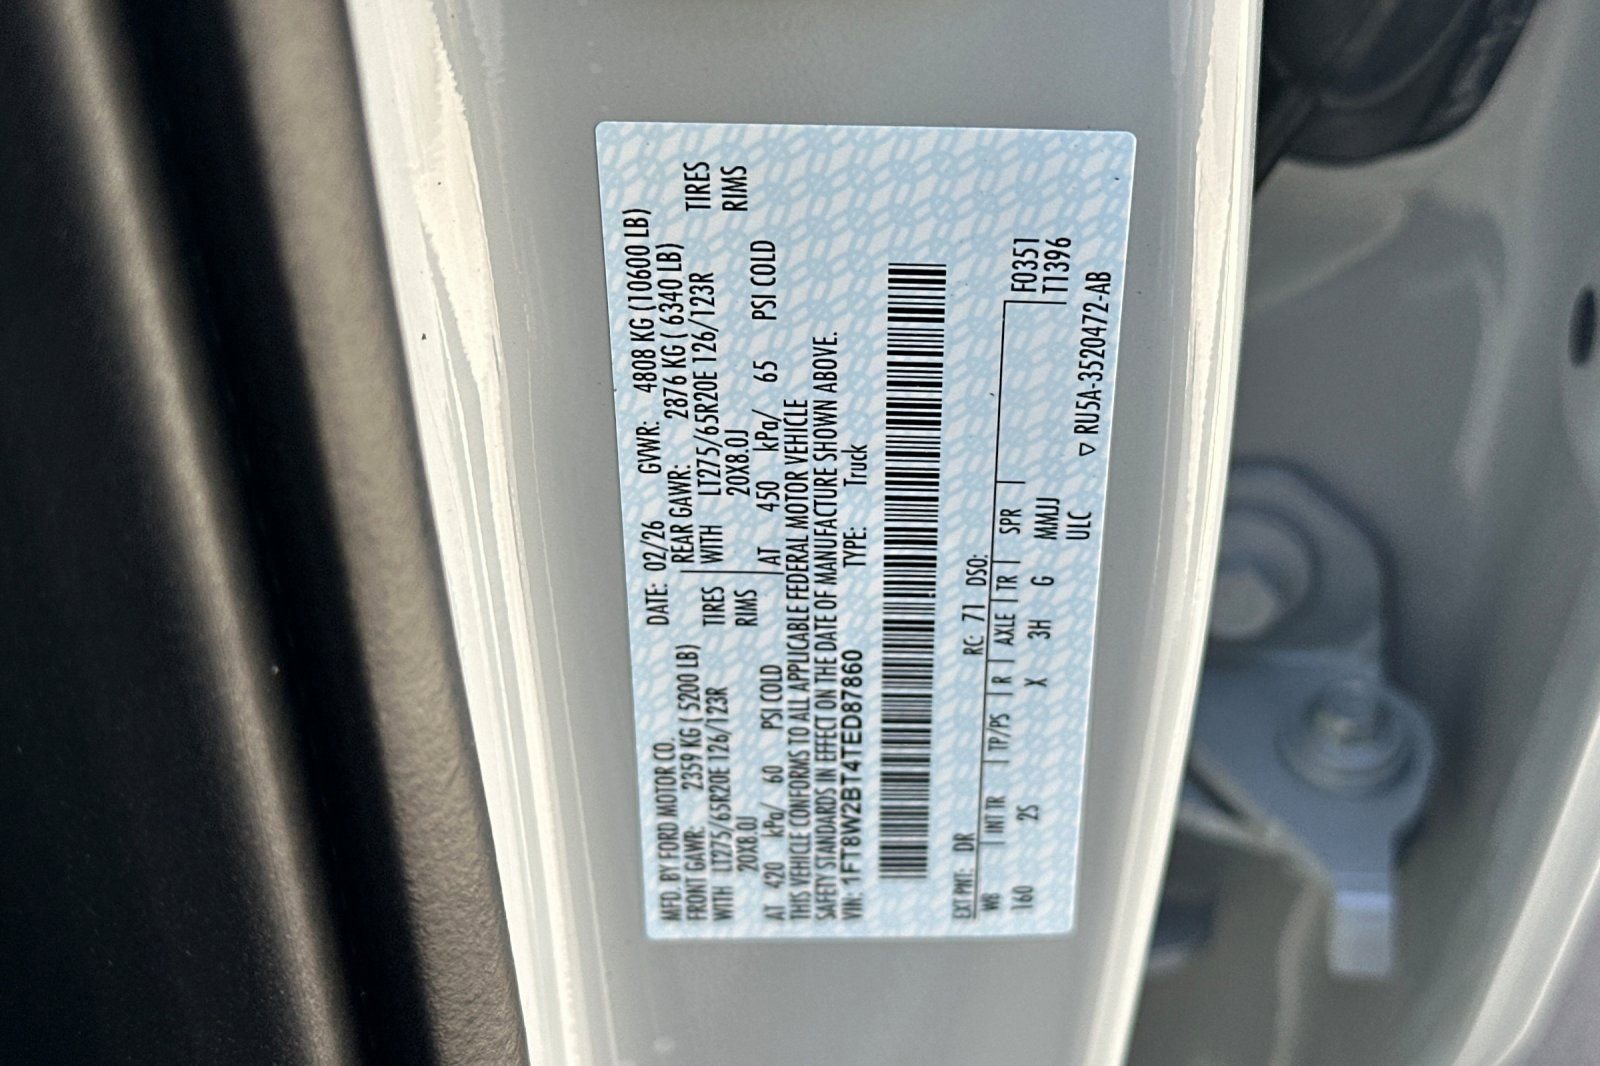 MFD. BY FORD MOTOR CO. DATE: 02/26 GVWR: 4808 KG (10600 LB)
FRONT GAWR: 2359 KG ( 5200 LB) REAR GAWR: 2876 KG ( 6340 LB)
WITH LT275/65R20E 126/123R TIRES WITH LT275/65R20E 126/123R TIRES
20X8.0J RIMS 20X8.0J RIMS
AT 420 kPa/ 60 PSI COLD AT 450 kPa/ 65 PSI COLD
THIS VEHICLE CONFORMS TO ALL APPLICABLE FEDERAL MOTOR VEHICLE
SAFETY STANDARDS IN EFFECT ON THE DATE OF MANUFACTURE SHOWN ABOVE.
VIN: 1FT8W2BT4TED87860 TYPE: Truck
EXT PNT: DR RC: 71 DSO:
WB INT TR TP/PS R AXLE TR SPR F0351
160 2S X 3H G MMJJ T1396
ULC
▽ RU5A-3520472-AB